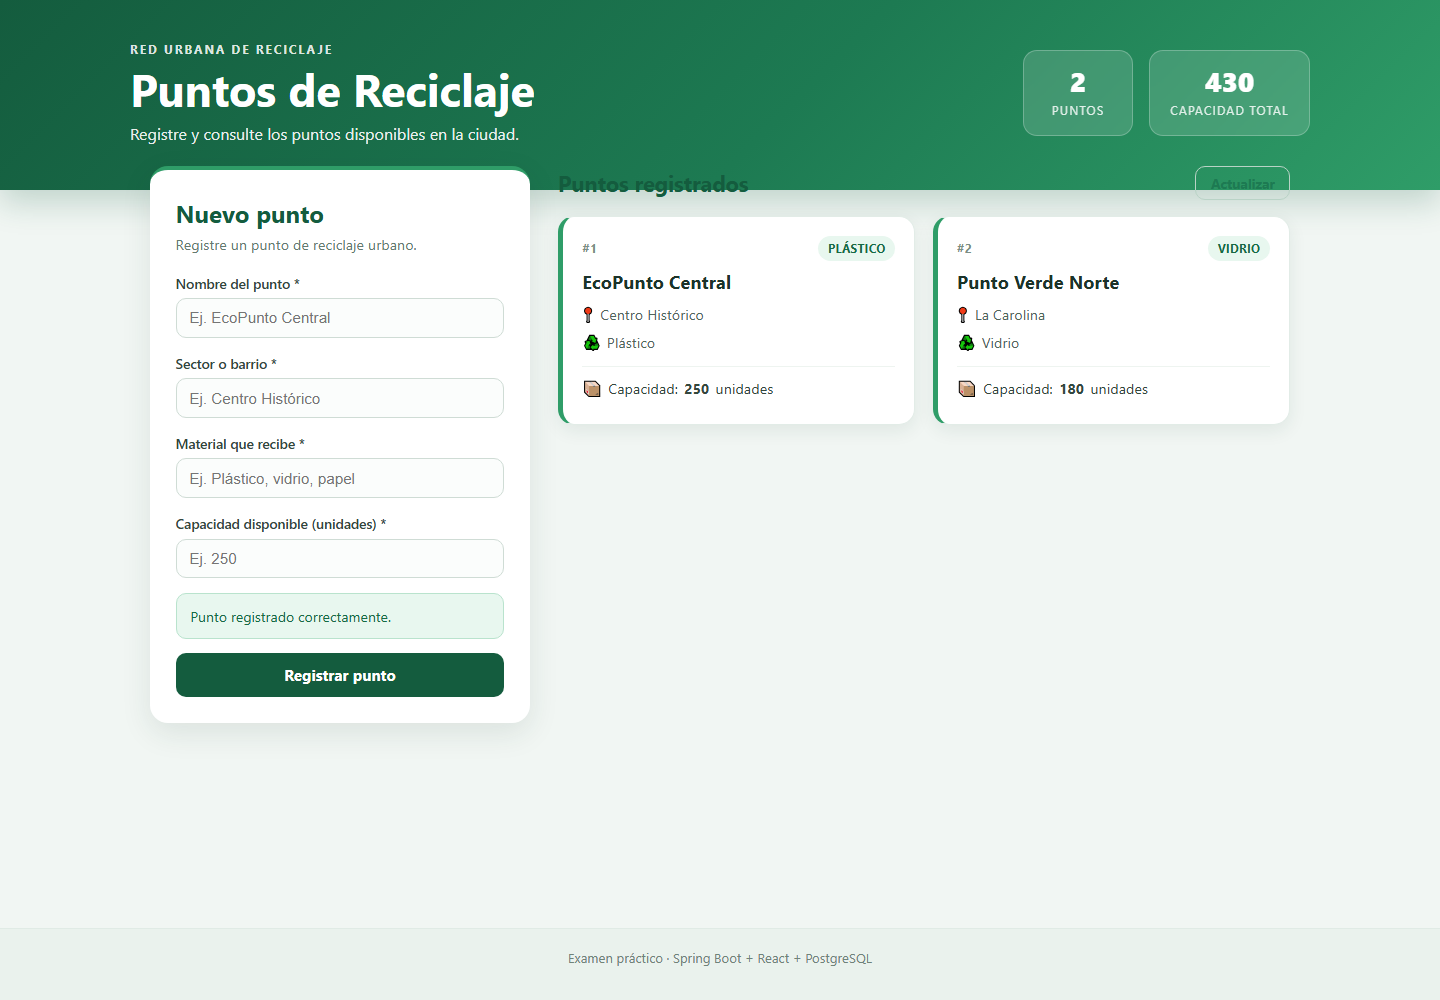 RED URBANA DE RECICLAJE
Puntos de Reciclaje
Registre y consulte los puntos disponibles en la ciudad.
2
PUNTOS
430
CAPACIDAD TOTAL
Nuevo punto
Registre un punto de reciclaje urbano.
Nombre del punto *
Ej. EcoPunto Central
Sector o barrio *
Ej. Centro Histórico
Material que recibe *
Ej. Plástico, vidrio, papel
Capacidad disponible (unidades) *
Ej. 250
Punto registrado correctamente.
Registrar punto
Puntos registrados
Actualizar
#1
PLÁSTICO
EcoPunto Central
Centro Histórico
Plástico
Capacidad: 250 unidades
#2
VIDRIO
Punto Verde Norte
La Carolina
Vidrio
Capacidad: 180 unidades
Examen práctico · Spring Boot + React + PostgreSQL